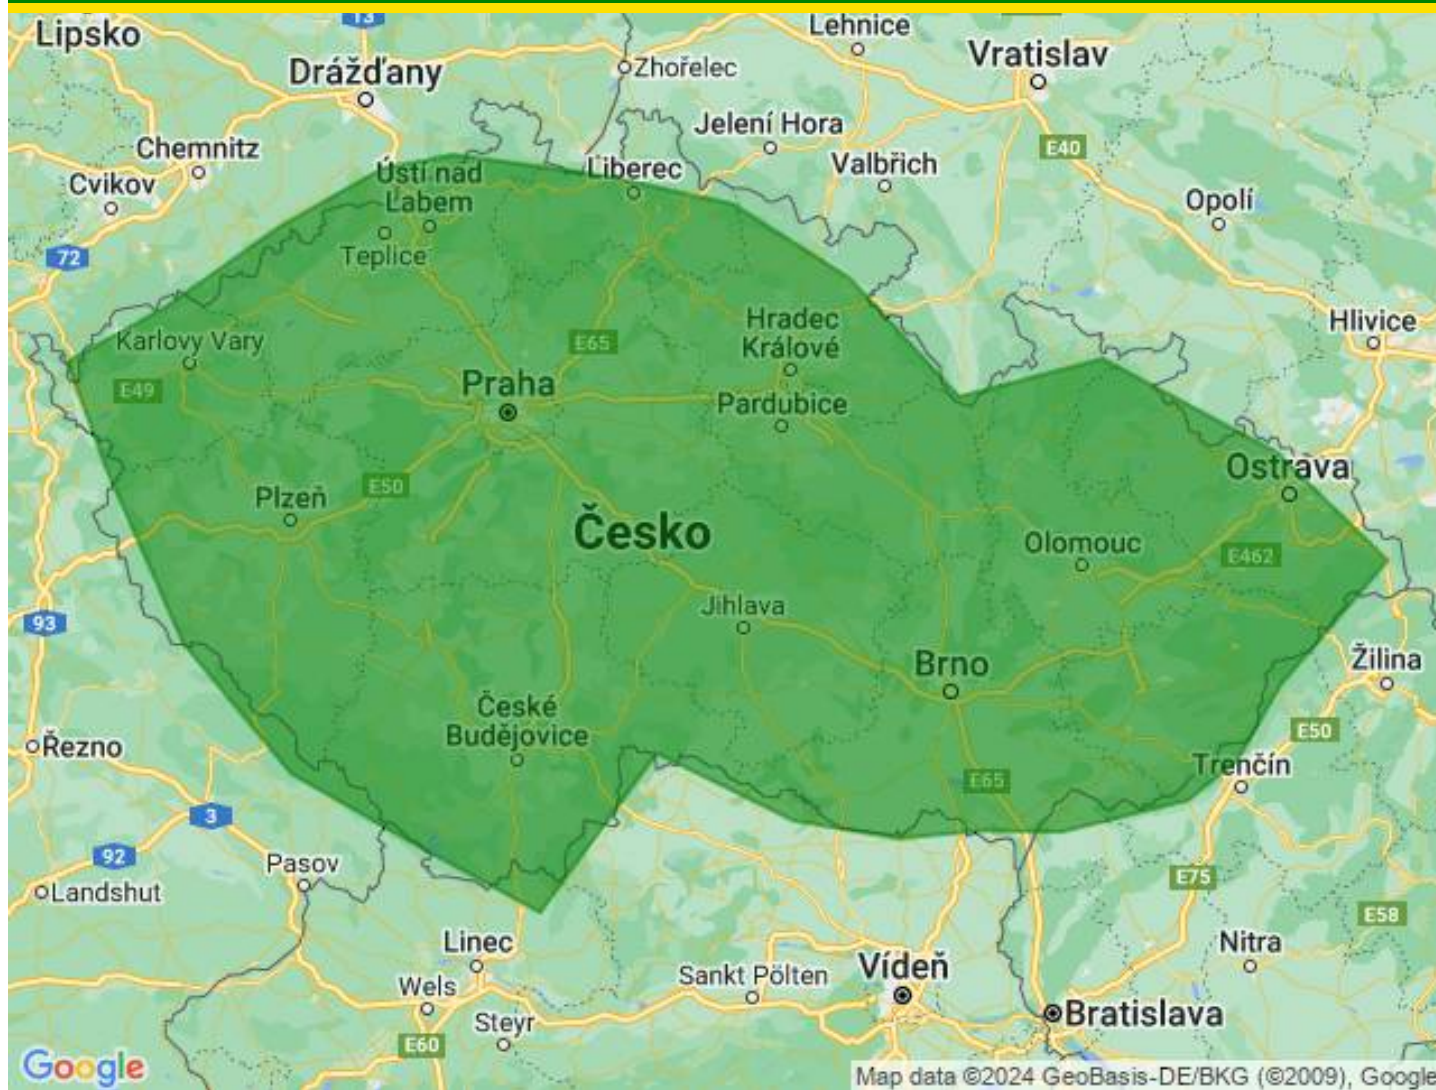 13
Lipsko
Lehnice
Drážďany
Zhořelec
Vratislav
Jelení Hora
E40
Chemnitz
Cvikov
Ústí nad
Labem
Liberec
Valbřich
Opolí
72
Teplice
Karlovy Vary
E65
Hradec
Králové
Hlivice
E49
Praha
Pardubice
Ostrava
Plzeň
E50
Česko
Olomouc
E462
93
Jihlava
Brno
Žilina
České
Budějovice
E50
Řezno
E65
Trenčín
3
92
Pasov
E75
Landshut
E58
Linec
Nitra
Wels
Sankt Pölten
Vídeň
Steyr
Bratislava
E60
Google
Map data ©2024 GeoBasis-DE/BKG (©2009), Google